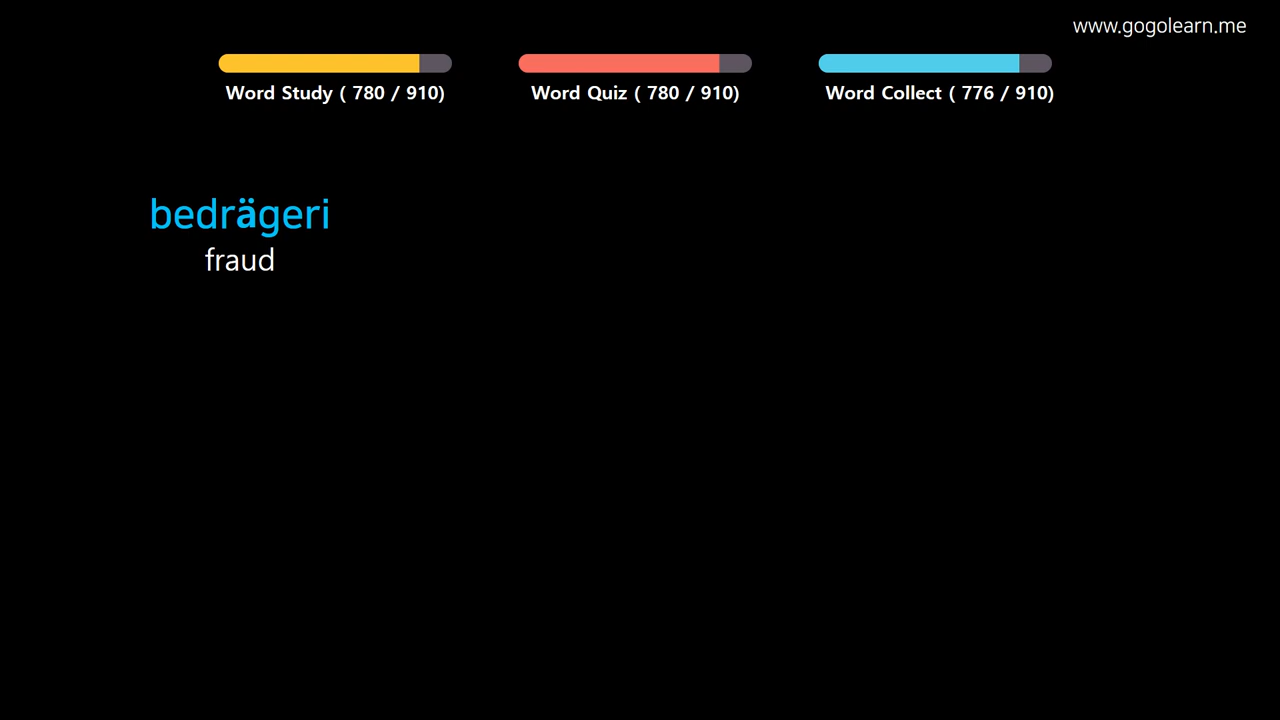 www.gogolearn.me
Word Study ( 780 / 910)
Word Quiz ( 780 / 910)
Word Collect ( 776 / 910)
bedrägeri
fraud